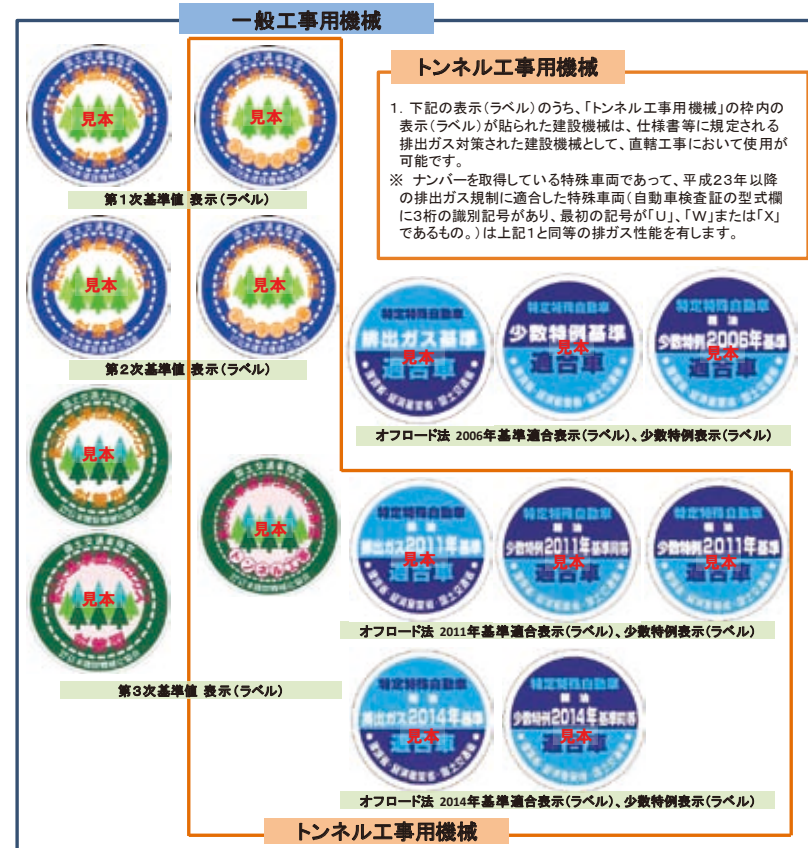 一般工事用機械
トンネル工事用機械
1. 下記の表示(ラベル)のうち、「トンネル工事用機械」の枠内の
表示(ラベル)が貼られた建設機械は、仕様書等に規定される
排出ガス対策された建設機械として、直轄工事において使用が
可能です。
※ ナンバーを取得している特殊車両であって、平成23年以降
の排出ガス規制に適合した特殊車両(自動車検査証の型式欄
に3桁の識別記号があり、最初の記号が「U」、「W」または「X」
であるもの。)は上記1と同等の排ガス性能を有します。
見本
見本
第1次基準値 表示(ラベル)
見本
見本
第2次基準値 表示(ラベル)
特定特殊自動車
排出ガス基準
見本
適合車
特定特殊自動車
少数特例基準
見本
適合車
特定特殊自動車
少数特例2006年基準
見本
適合車
オフロード法 2006年基準適合表示(ラベル)、少数特例表示(ラベル)
見本
見本
見本
トンネル工事用
第3次基準値 表示(ラベル)
特定特殊自動車
排出ガス2011年基準
見本
適合車
特定特殊自動車
少数特例2011年基準同等
見本
適合車
特定特殊自動車
少数特例2011年基準
見本
適合車
オフロード法 2011年基準適合表示(ラベル)、少数特例表示(ラベル)
特定特殊自動車
排出ガス2014年基準
見本
適合車
特定特殊自動車
少数特例2014年基準同等
見本
適合車
オフロード法 2014年基準適合表示(ラベル)、少数特例表示(ラベル)
トンネル工事用機械